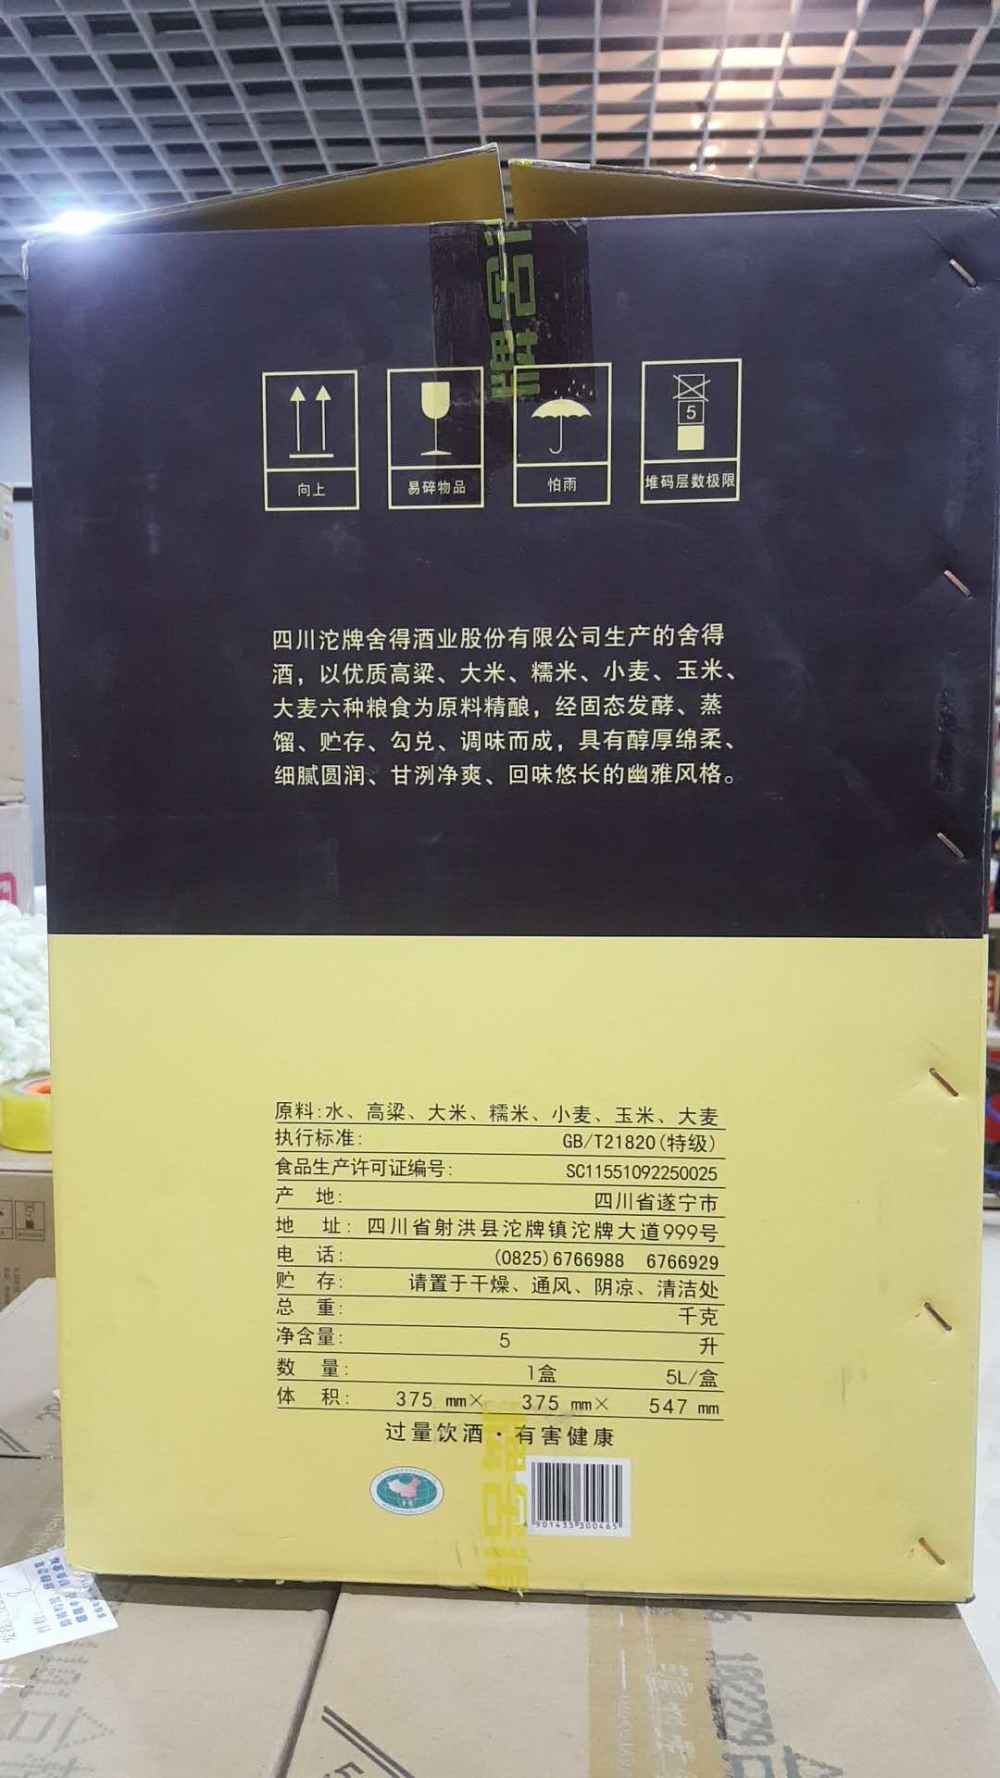 向上
易碎物品
怕雨
5
堆码层数极限
四川沱牌舍得酒业股份有限公司生产的舍得
酒，以优质高粱、大米、糯米、小麦、玉米、
大麦六种粮食为原料精酿，经固态发酵、蒸
馏、贮存、勾兑、调味而成，具有醇厚绵柔、
细腻圆润、甘洌净爽、回味悠长的幽雅风格。
原料:水、高粱、大米、糯米、小麦、玉米、大麦
执行标准: GB/T21820(特级)
食品生产许可证编号: SC11551092250025
产 地: 四川省遂宁市
地 址: 四川省射洪县沱牌镇沱牌大道999号
电 话: (0825)6766988 6766929
贮 存: 请置于干燥、通风、阴凉、清洁处
总 重: 千克
净含量: 5 升
数 量: 1盒 5L/盒
体 积: 375 mm× 375 mm× 547 mm
过量饮酒·有害健康